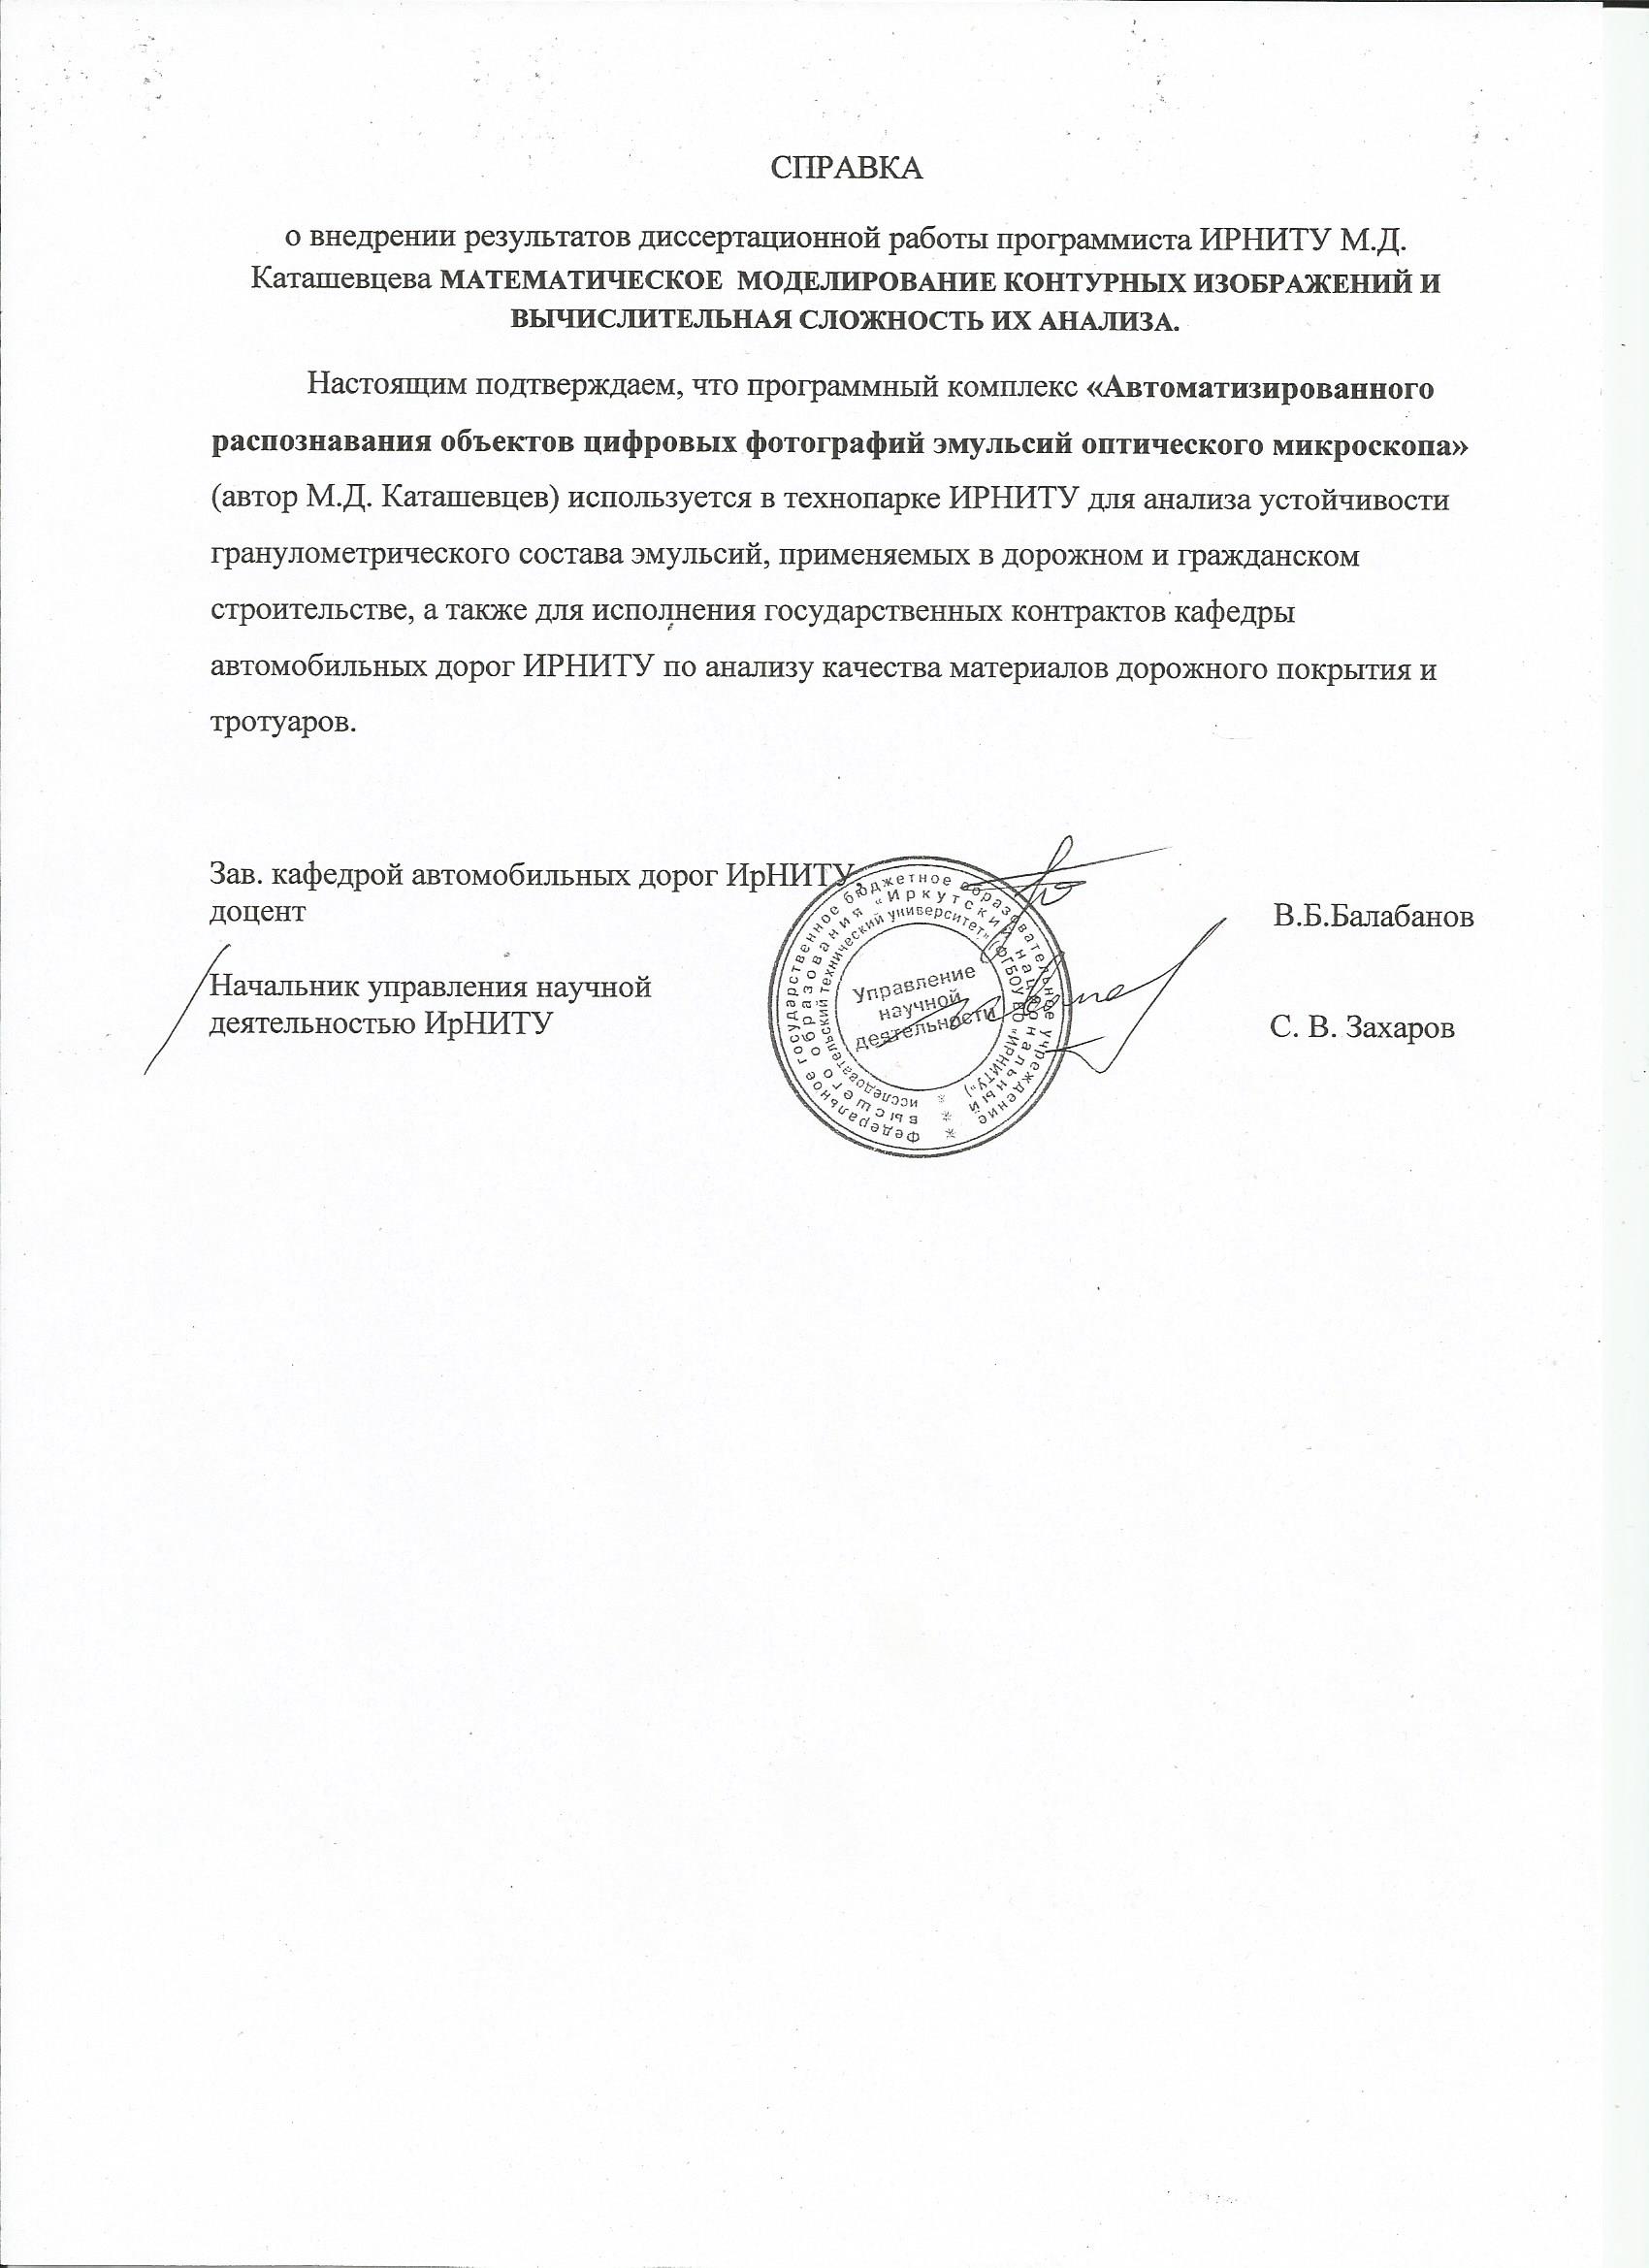 СПРАВКА
о внедрении результатов диссертационной работы программиста ИРНИТУ М.Д.
Каташевцева МАТЕМАТИЧЕСКОЕ МОДЕЛИРОВАНИЕ КОНТУРНЫХ ИЗОБРАЖЕНИЙ И
ВЫЧИСЛИТЕЛЬНАЯ СЛОЖНОСТЬ ИХ АНАЛИЗА.
Настоящим подтверждаем, что программный комплекс «Автоматизированного
распознавания объектов цифровых фотографий эмульсий оптического микроскопа»
(автор М.Д. Каташевцев) используется в технопарке ИРНИТУ для анализа устойчивости
гранулометрического состава эмульсий, применяемых в дорожном и гражданском
строительстве, а также для исполнения государственных контрактов кафедры
автомобильных дорог ИРНИТУ по анализу качества материалов дорожного покрытия и
тротуаров.
Зав. кафедрой автомобильных дорог ИрНИТУ,
доцент
В.Б.Балабанов
Начальник управления научной
деятельностью ИрНИТУ
С. В. Захаров
Федеральное государственное бюджетное образовательное учреждение
высшего образования «Иркутский национальный
исследовательский технический университет» (ФГБОУ ВО «ИРНИТУ»)
Управление
научной
деятельности